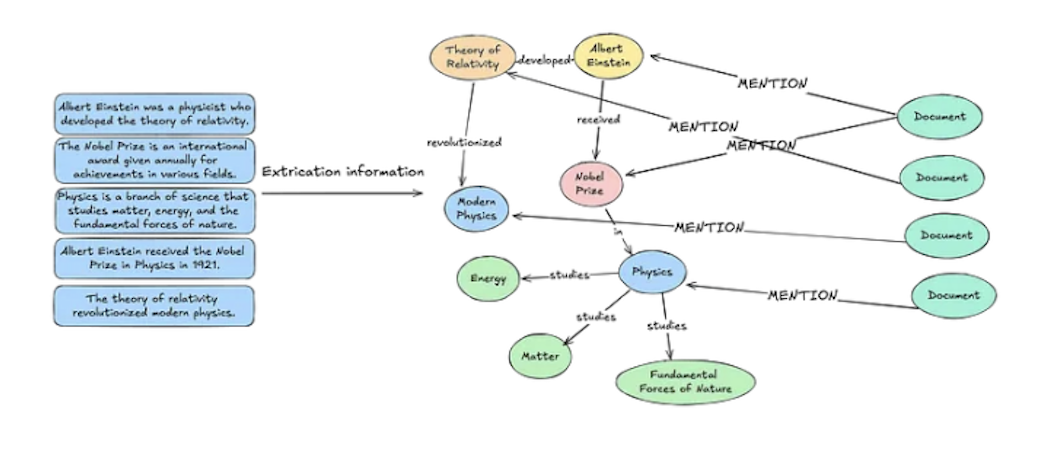 Albert Einstein was a physicist who
developed the theory of relativity.
The Nobel Prize is an international
award given annually for
achievements in various fields.
Physics is a branch of science that
studies matter, energy, and the
fundamental forces of nature.
Albert Einstein received the Nobel
Prize in Physics in 1921.
The theory of relativity
revolutionized modern physics.
Extrication information
Theory of
Relativity
developed
Albert
Einstein
revolutionized
received
Modern
Physics
Nobel
Prize
in
Physics
studies
Energy
studies
Matter
studies
Fundamental
Forces of Nature
MENTION
MENTION
MENTION
MENTION
MENTION
Document
Document
Document
Document